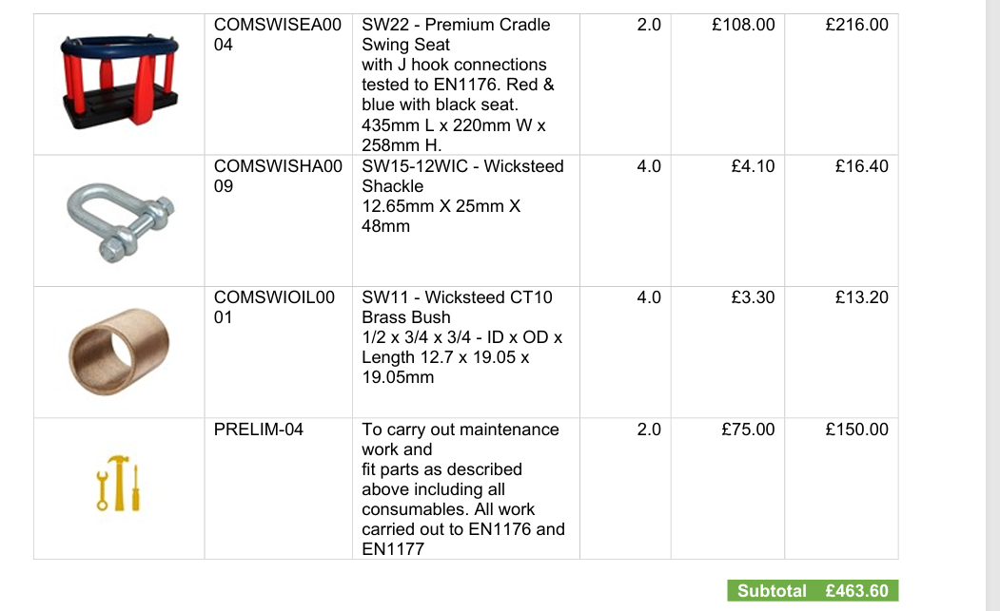 COMSWISEA00
04
SW22 - Premium Cradle
Swing Seat
with J hook connections
tested to EN1176. Red &
blue with black seat.
435mm L x 220mm W x
258mm H.
2.0
£108.00
£216.00
COMSWISHA00
09
SW15-12WIC - Wicksteed
Shackle
12.65mm X 25mm X
48mm
4.0
£4.10
£16.40
COMSWIOIL00
01
SW11 - Wicksteed CT10
Brass Bush
1/2 x 3/4 x 3/4 - ID x OD x
Length 12.7 x 19.05 x
19.05mm
4.0
£3.30
£13.20
PRELIM-04
To carry out maintenance
work and
fit parts as described
above including all
consumables. All work
carried out to EN1176 and
EN1177
2.0
£75.00
£150.00
Subtotal £463.60